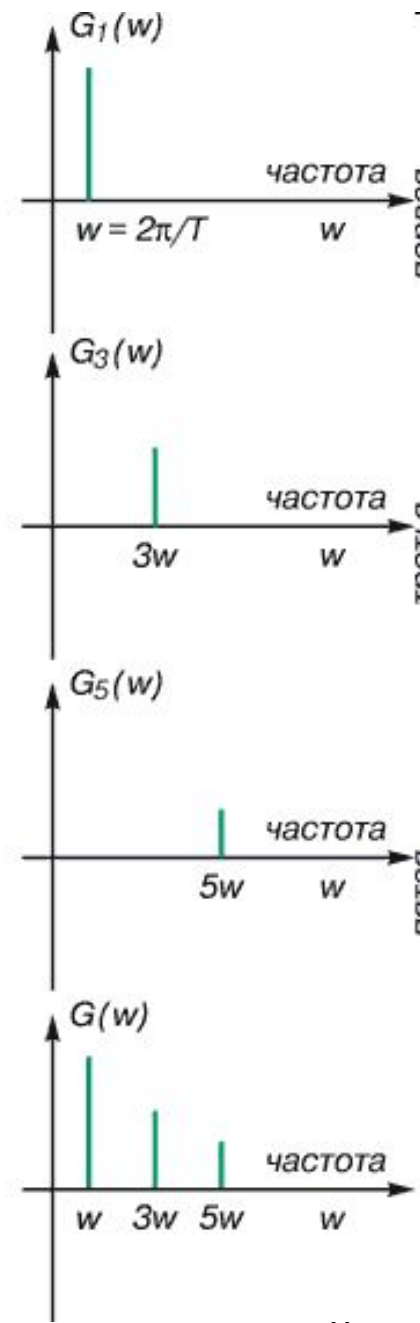 G₁(w)
частота
w = 2π/T w
G₃(w)
частота
3w w
G₅(w)
частота
5w w
G(w)
частота
w 3w 5w w